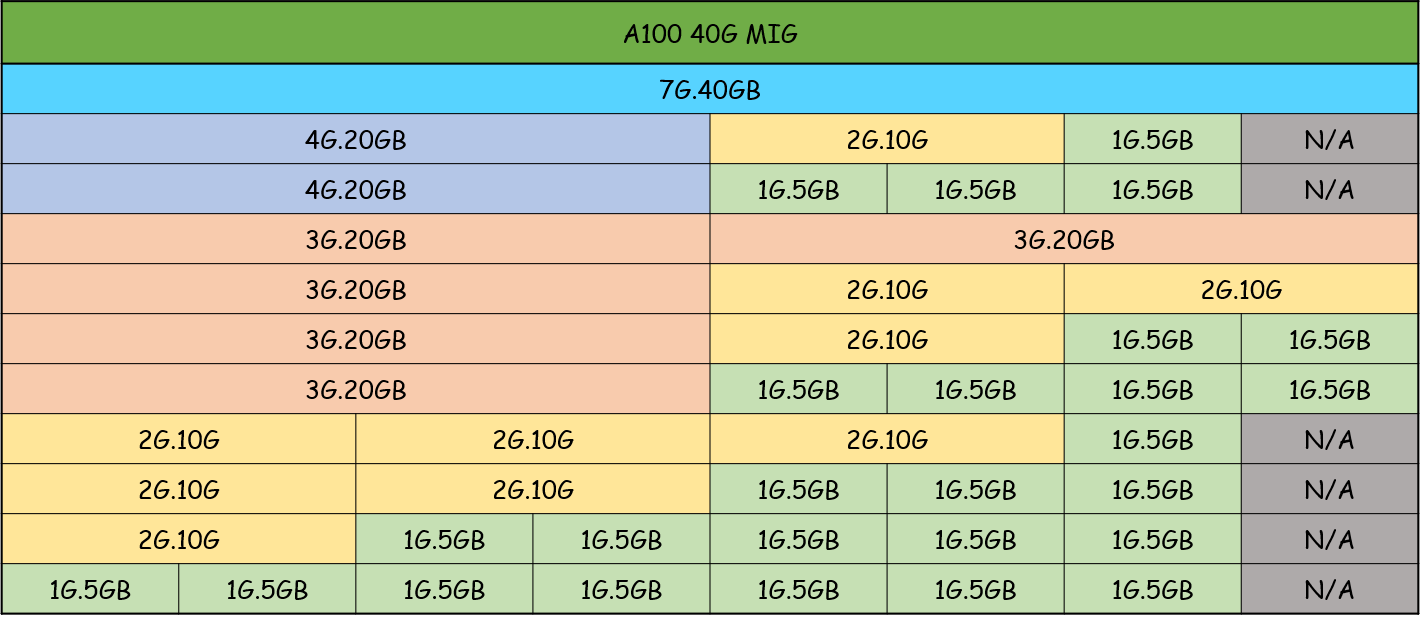 A100 40G MIG
7G.40GB
4G.20GB 2G.10G 1G.5GB N/A
4G.20GB 1G.5GB 1G.5GB 1G.5GB N/A
3G.20GB 3G.20GB
3G.20GB 2G.10G 2G.10G
3G.20GB 2G.10G 1G.5GB 1G.5GB
3G.20GB 1G.5GB 1G.5GB 1G.5GB 1G.5GB
2G.10G 2G.10G 2G.10G 1G.5GB N/A
2G.10G 2G.10G 1G.5GB 1G.5GB 1G.5GB N/A
2G.10G 1G.5GB 1G.5GB 1G.5GB 1G.5GB 1G.5GB N/A
1G.5GB 1G.5GB 1G.5GB 1G.5GB 1G.5GB 1G.5GB 1G.5GB N/A